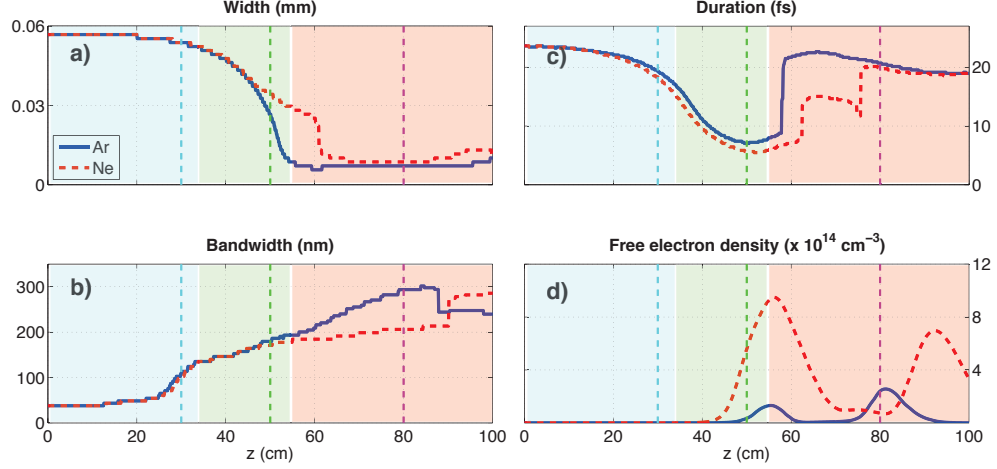 Width (mm)
0.06
0.03
0
a)
Ar
Ne
Duration (fs)
20
10
0
c)
Bandwidth (nm)
300
200
100
0
b)
0 20 40 60 80 100
z (cm)
Free electron density (x 10¹⁴ cm⁻³)
12
8
4
d)
0 20 40 60 80 100
z (cm)